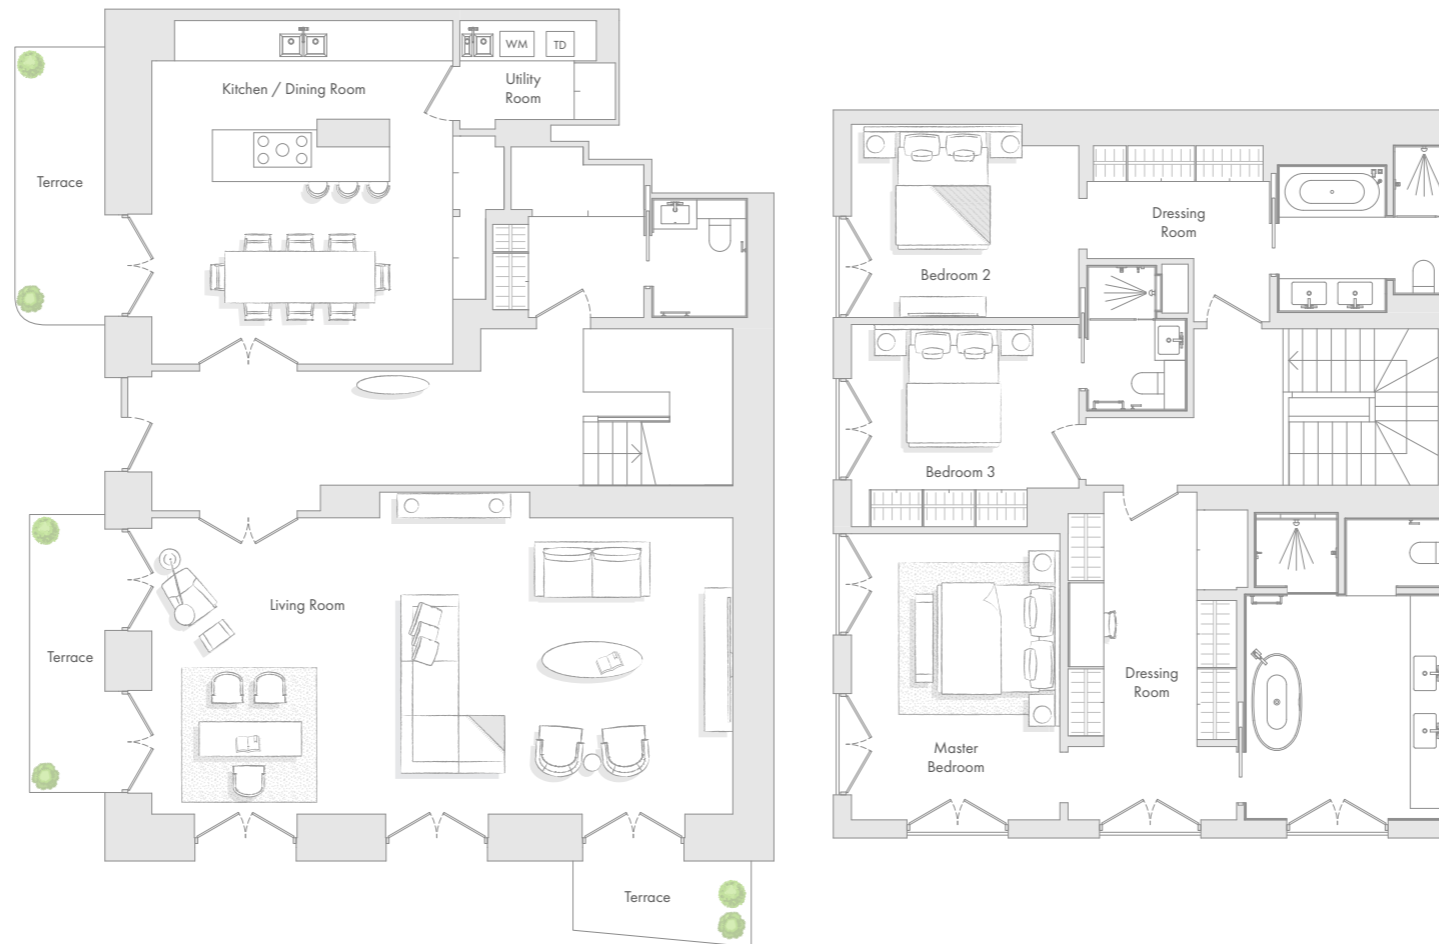 WM
TD
Kitchen / Dining Room
Utility
Room
Terrace
Living Room
Terrace
Terrace
Bedroom 2
Dressing
Room
Bedroom 3
Dressing
Room
Master
Bedroom